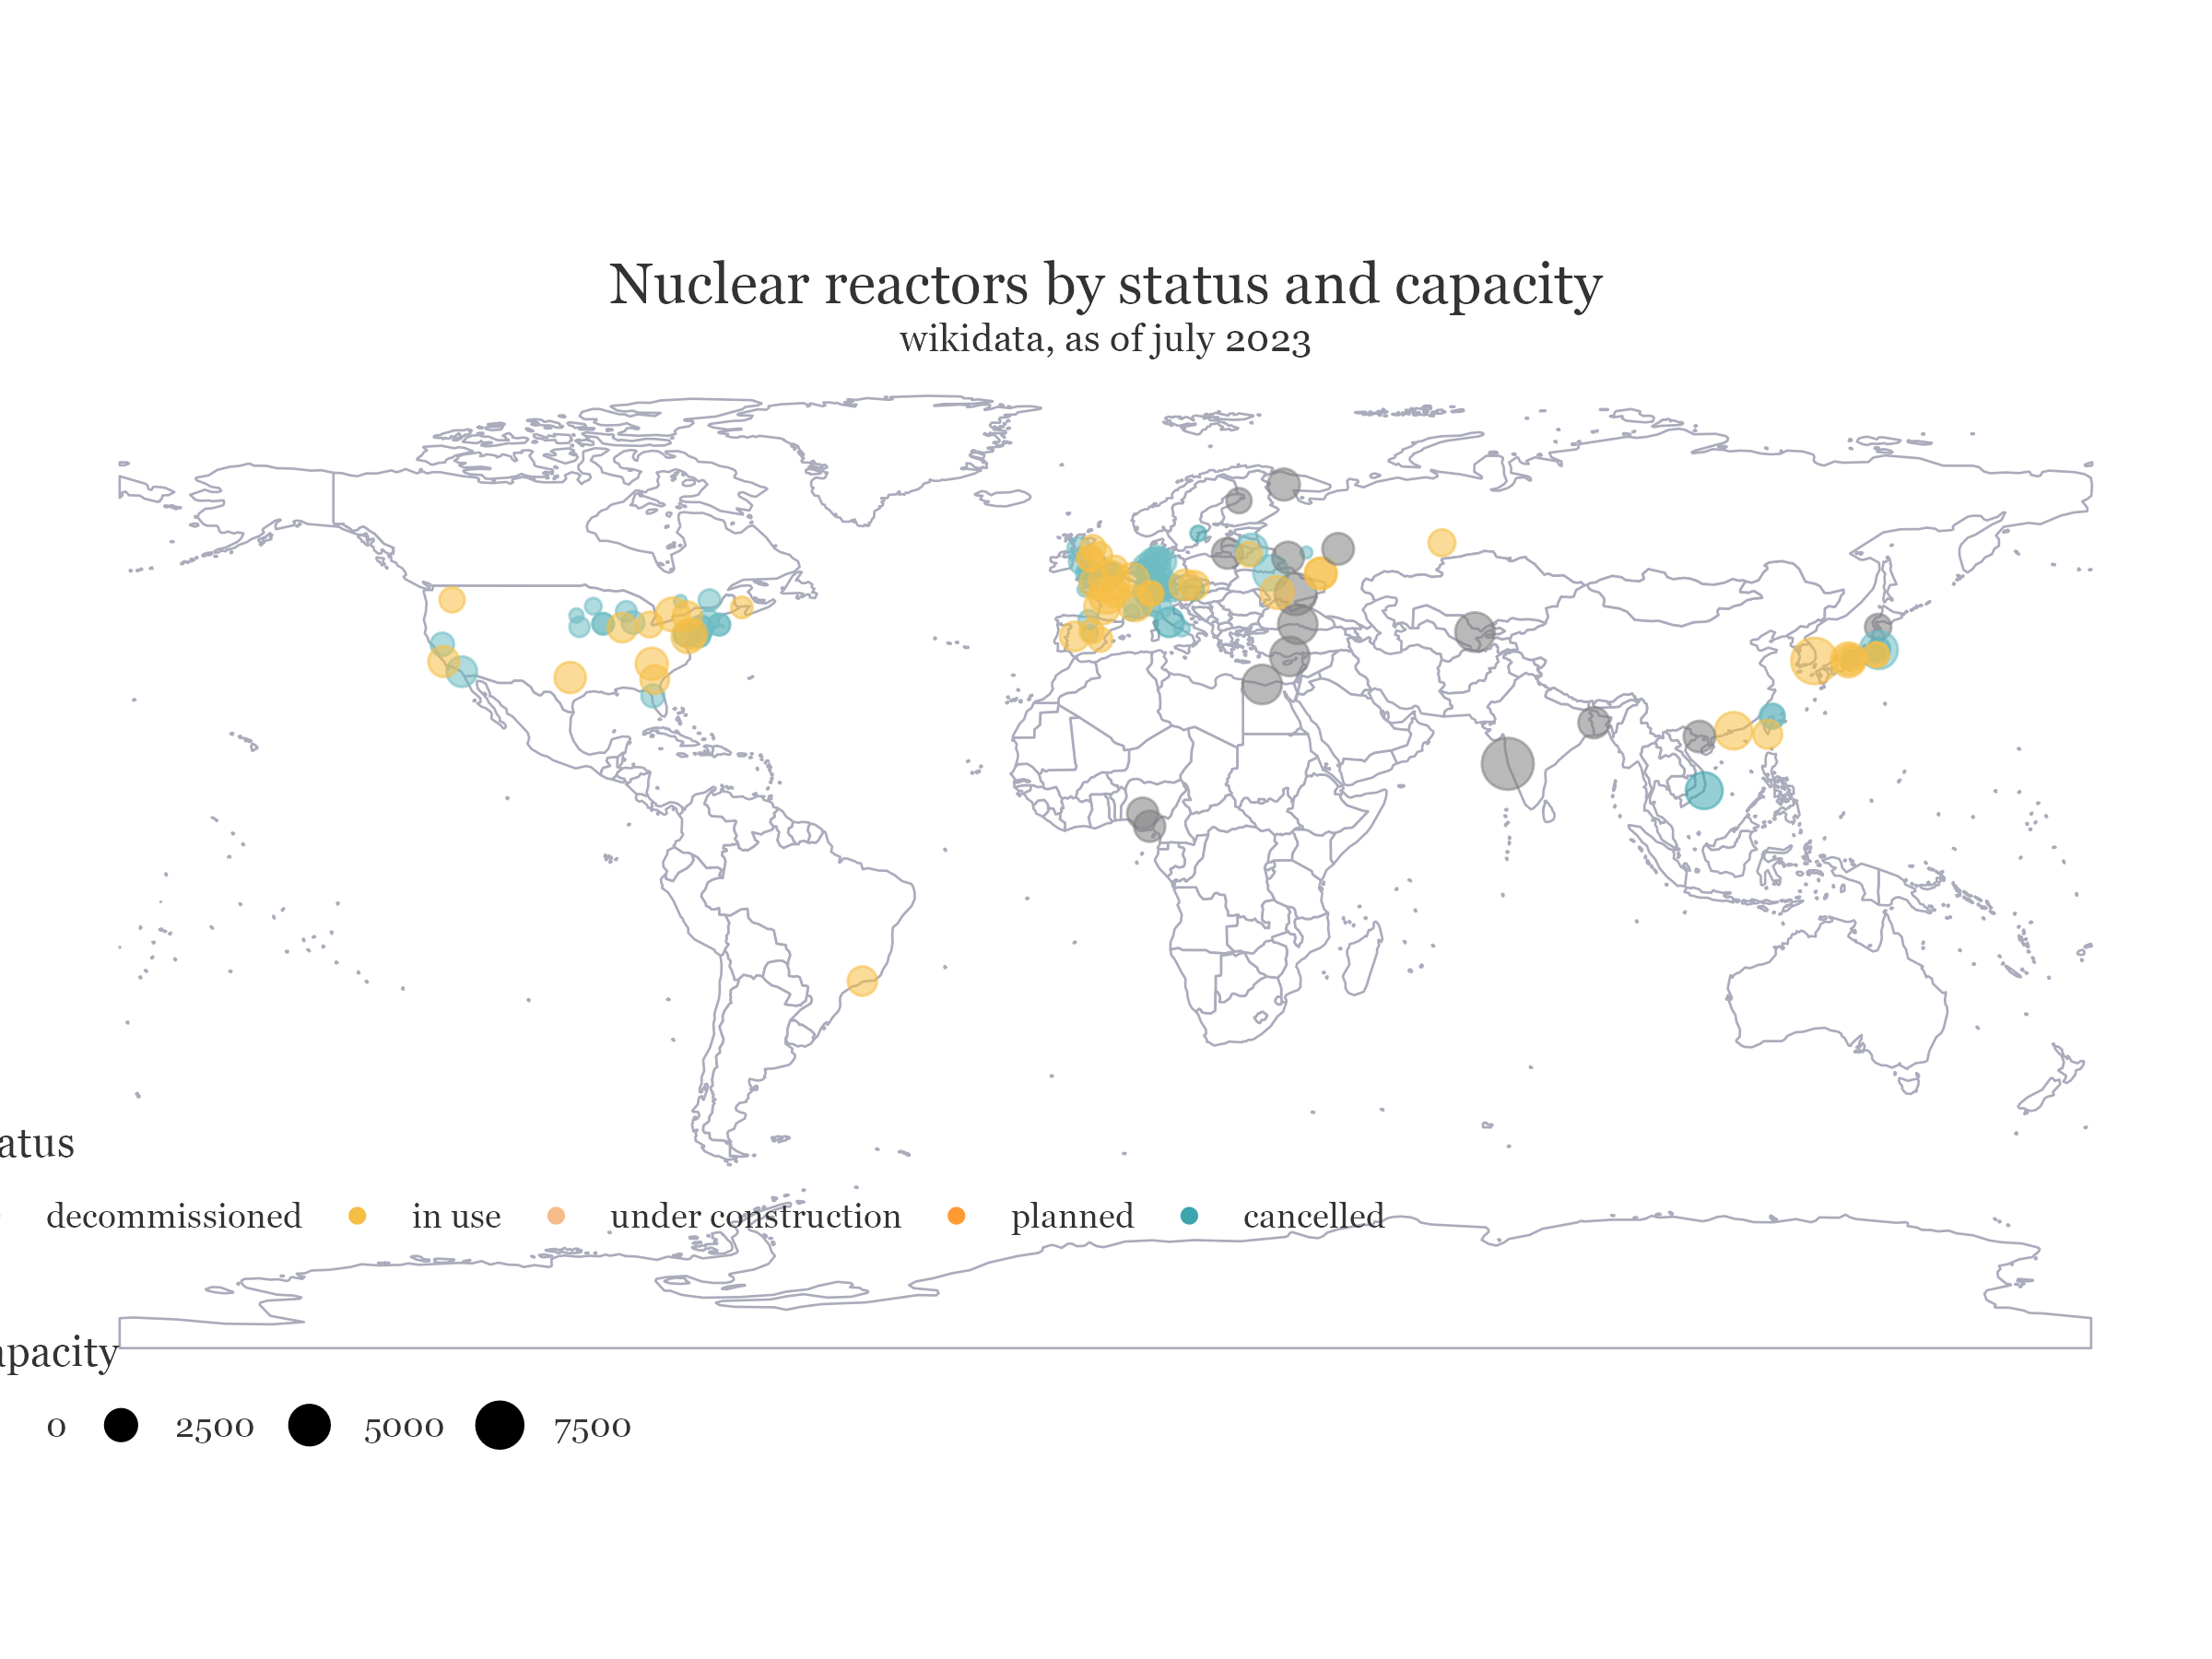 Nuclear reactors by status and capacity
wikidata, as of july 2023
atus
decommissioned in use under construction planned cancelled
apacity
0 2500 5000 7500